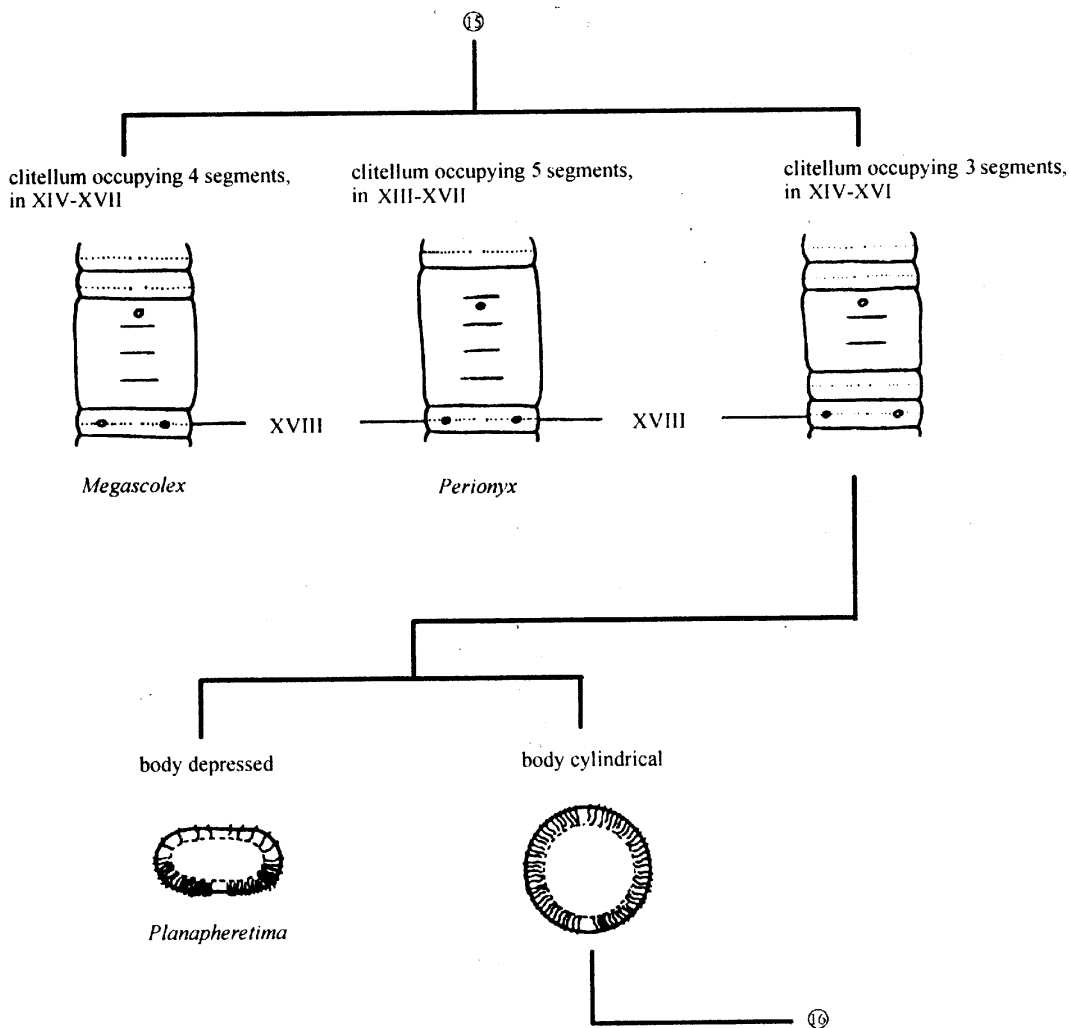 ⑮
clitellum occupying 4 segments,
in XIV-XVII
clitellum occupying 5 segments,
in XIII-XVII
clitellum occupying 3 segments,
in XIV-XVI
XVIII
XVIII
Megascolex
Perionyx
body depressed
body cylindrical
Planapheretima
⑯